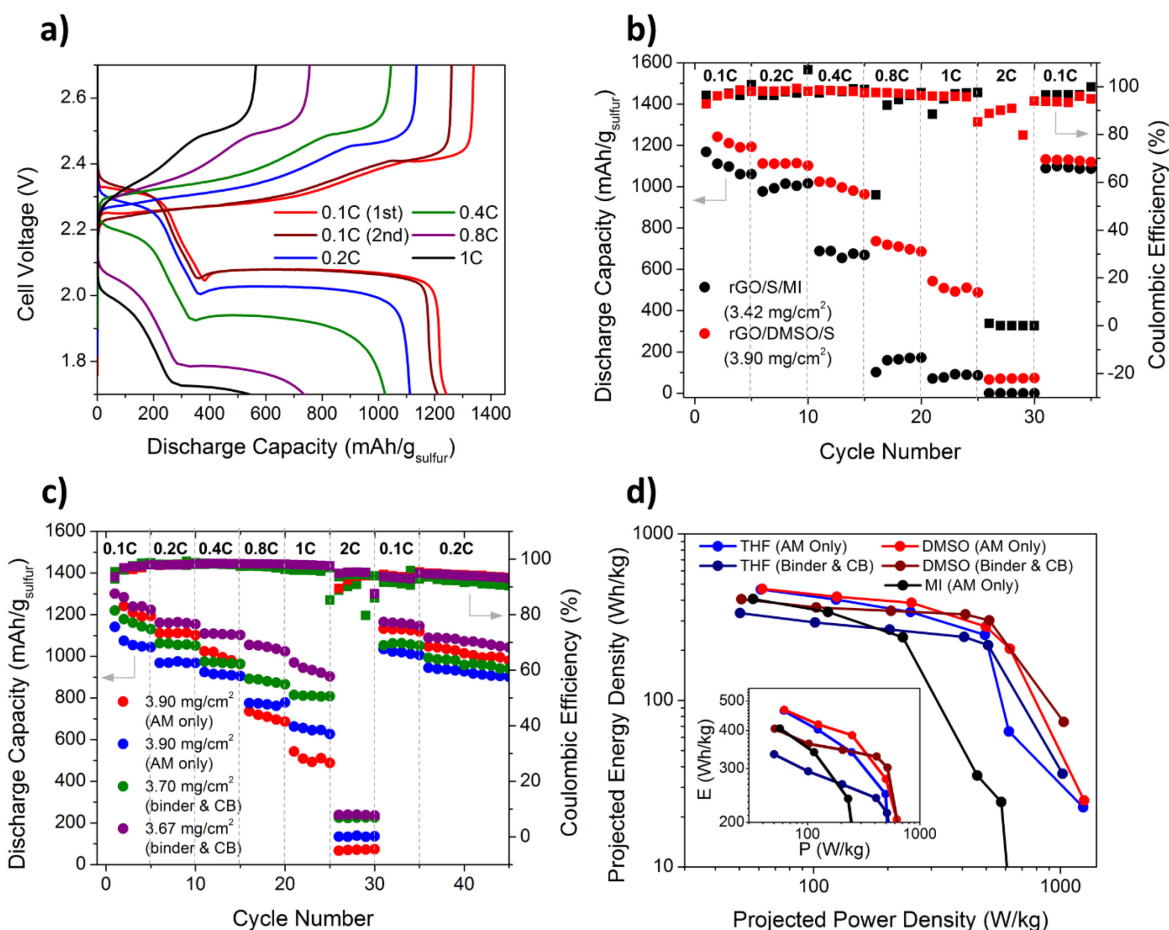 a)
Cell Voltage (V)
2.6
2.4
2.2
2.0
1.8
0 200 400 600 800 1000 1200 1400
Discharge Capacity (mAh/gsulfur)
0.1C (1st)
0.1C (2nd)
0.2C
0.4C
0.8C
1C
b)
Discharge Capacity (mAh/gsulfur)
1600
1400
1200
1000
800
600
400
200
0
0.1C 0.2C 0.4C 0.8C 1C 2C 0.1C
rGO/S/MI
(3.42 mg/cm²)
rGO/DMSO/S
(3.90 mg/cm²)
0 10 20 30
Cycle Number
100
80
60
40
20
0
-20
Coulombic Efficiency (%)
c)
Discharge Capacity (mAh/gsulfur)
1600
1500
1400
1300
1200
1100
1000
900
800
700
600
500
400
300
200
100
0
0.1C 0.2C 0.4C 0.8C 1C 2C 0.1C 0.2C
3.90 mg/cm²
(AM only)
3.90 mg/cm²
(AM only)
3.70 mg/cm²
(binder & CB)
3.67 mg/cm²
(binder & CB)
0 10 20 30 40
Cycle Number
100
80
60
40
20
0
Coulombic Efficiency (%)
d)
Projected Energy Density (Wh/kg)
1000
100
10
THF (AM Only)
THF (Binder & CB)
DMSO (AM Only)
DMSO (Binder & CB)
MI (AM Only)
E (Wh/kg)
500
400
300
200
100 1000
P (W/kg)
100 1000
Projected Power Density (W/kg)